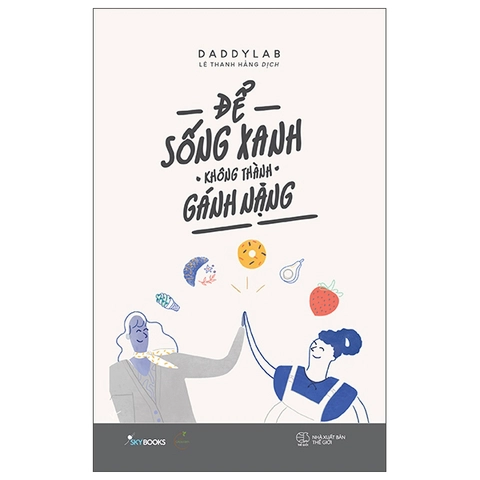 DADDYLAB
LÊ THANH HẰNG DỊCH
ĐỂ
SỐNG XANH
KHÔNG THÀNH
GÁNH NẶNG
SKYBOOKS
NHÀ XUẤT BẢN
THẾ GIỚI